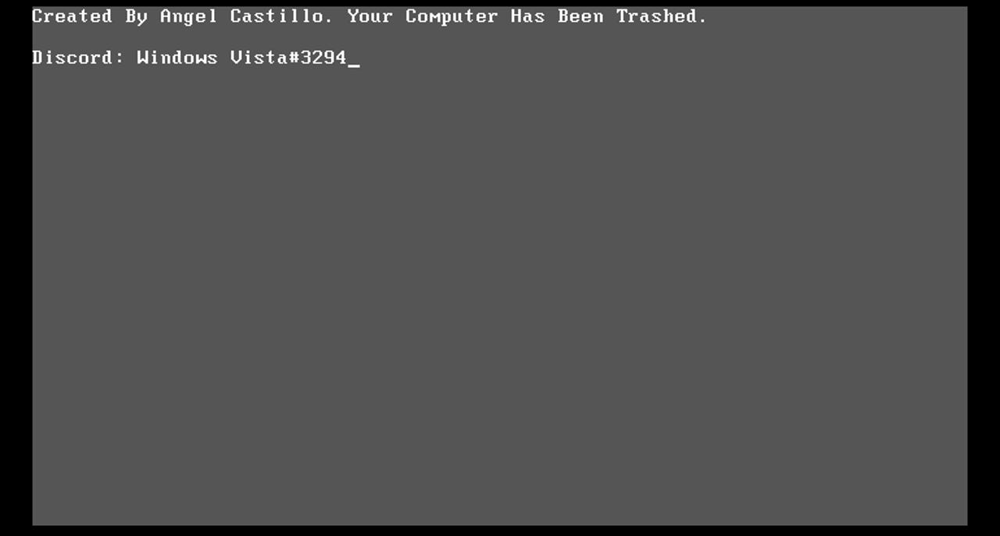 Created By Angel Castillo. Your Computer Has Been Trashed.
Discord: Windows Vista#3294_